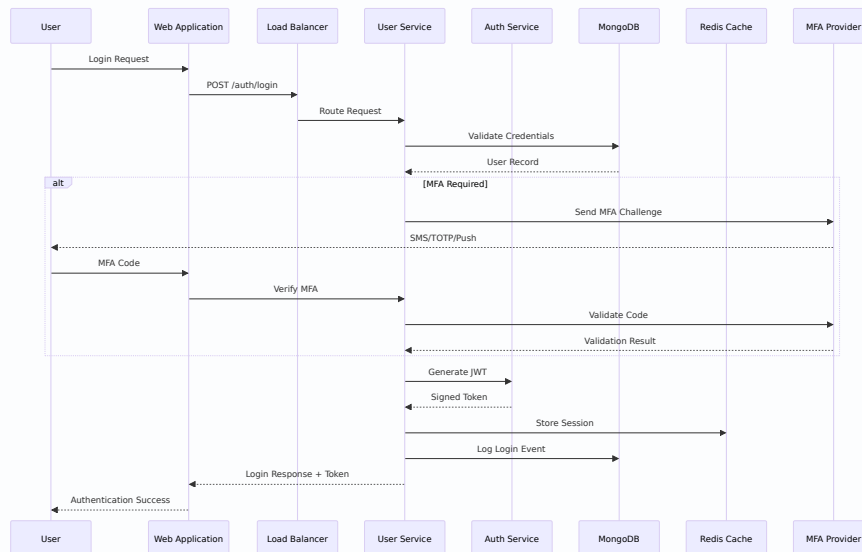 User
Web Application
Load Balancer
User Service
Auth Service
MongoDB
Redis Cache
MFA Provider
Login Request
POST /auth/login
Route Request
Validate Credentials
User Record
alt
[MFA Required]
Send MFA Challenge
SMS/TOTP/Push
MFA Code
Verify MFA
Validate Code
Validation Result
Generate JWT
Signed Token
Store Session
Log Login Event
Login Response + Token
Authentication Success
User
Web Application
Load Balancer
User Service
Auth Service
MongoDB
Redis Cache
MFA Provider